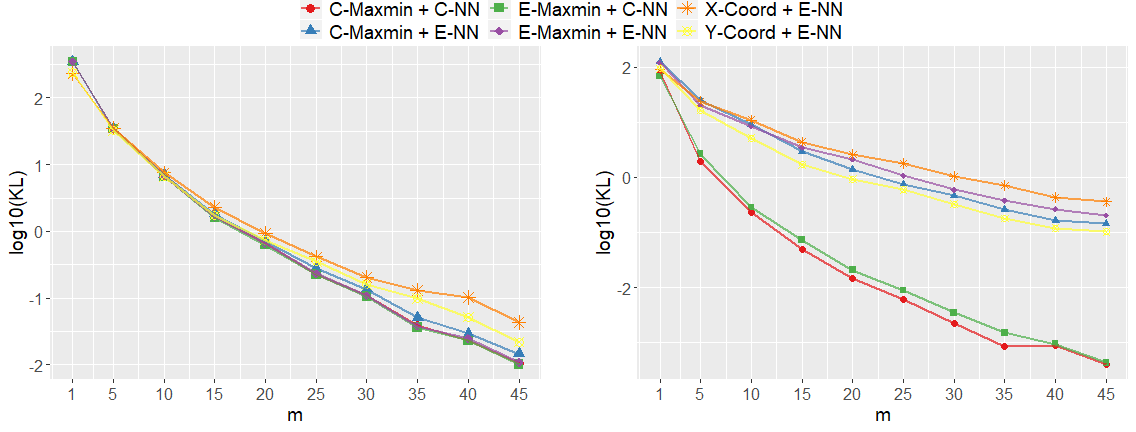 C-Maxmin + C-NN E-Maxmin + C-NN X-Coord + E-NN
C-Maxmin + E-NN E-Maxmin + E-NN Y-Coord + E-NN
log10(KL)
2
1
0
-1
-2
1 5 10 15 20 25 30 35 40 45
m
log10(KL)
2
0
-2
1 5 10 15 20 25 30 35 40 45
m